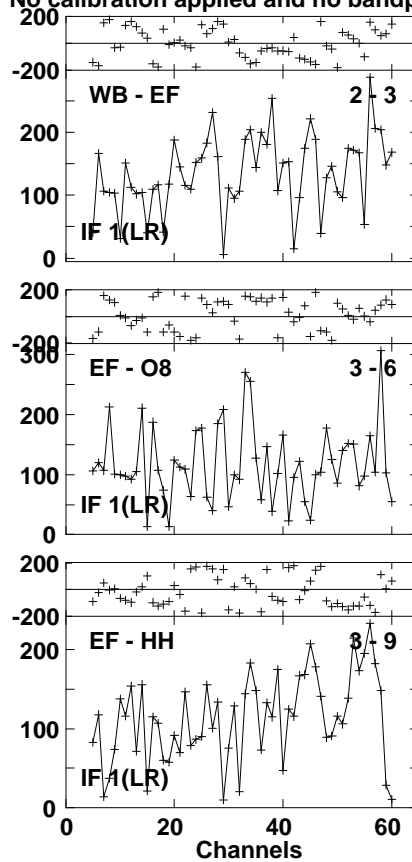 No calibration applied and no bandp
200
-200
WB - EF 2 - 3
200
100
IF 1(LR)
0
200
-200
300
EF - O8 3 - 6
200
100
IF 1(LR)
0
200
-200
EF - HH 3 - 9
200
100
IF 1(LR)
0
0 20 40 60
Channels